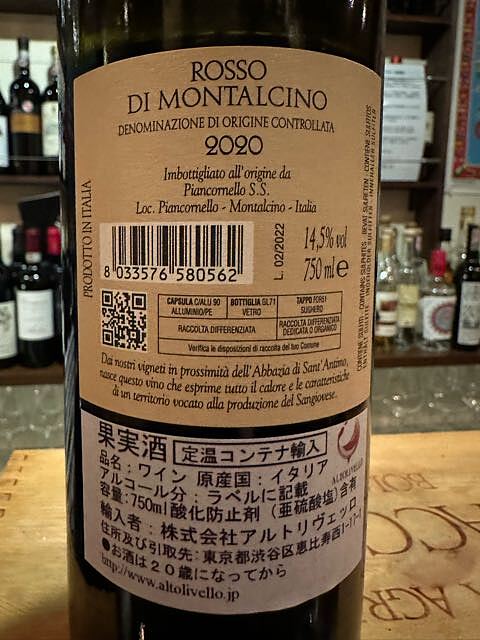 ROSSO
DI MONTALCINO
DENOMINAZIONE DI ORIGINE CONTROLLATA
2020
Imbottigliato all'origine da
Piancornello S.S.
Loc. Piancornello - Montalcino - Italia
PRODOTTO IN ITALIA
8 033576 580562
L. 02/2022
14,5% vol
750 ml e
CAPSULA C/ALU 90
ALLUMINIO/PE
BOTTIGLIA GL71
VETRO
TAPPO FOR51
SUGHERO
RACCOLTA DIFFERENZIATA
RACCOLTA DIFFERENZIATA
DEDICATA O ORGANICO
Verifica le disposizioni di raccolta del tuo Comune
Dai nostri vigneti in prossimità dell'Abbazia di Sant'Antimo,
nasce questo vino che esprime tutto il calore e le caratteristiche
di un territorio vocato alla produzione del Sangiovese.
果実酒 定温コンテナ輸入
ALTOLIVELLO
品名:ワイン 原産国:イタリア
アルコール分:ラベルに記載
容量:750ml 酸化防止剤(亜硫酸塩)含有
輸入者:株式会社アルトリヴェッロ
住所及び引取先:東京都渋谷区恵比寿西1-17-
●お酒は20歳になってから
http://www.altolivello.jp